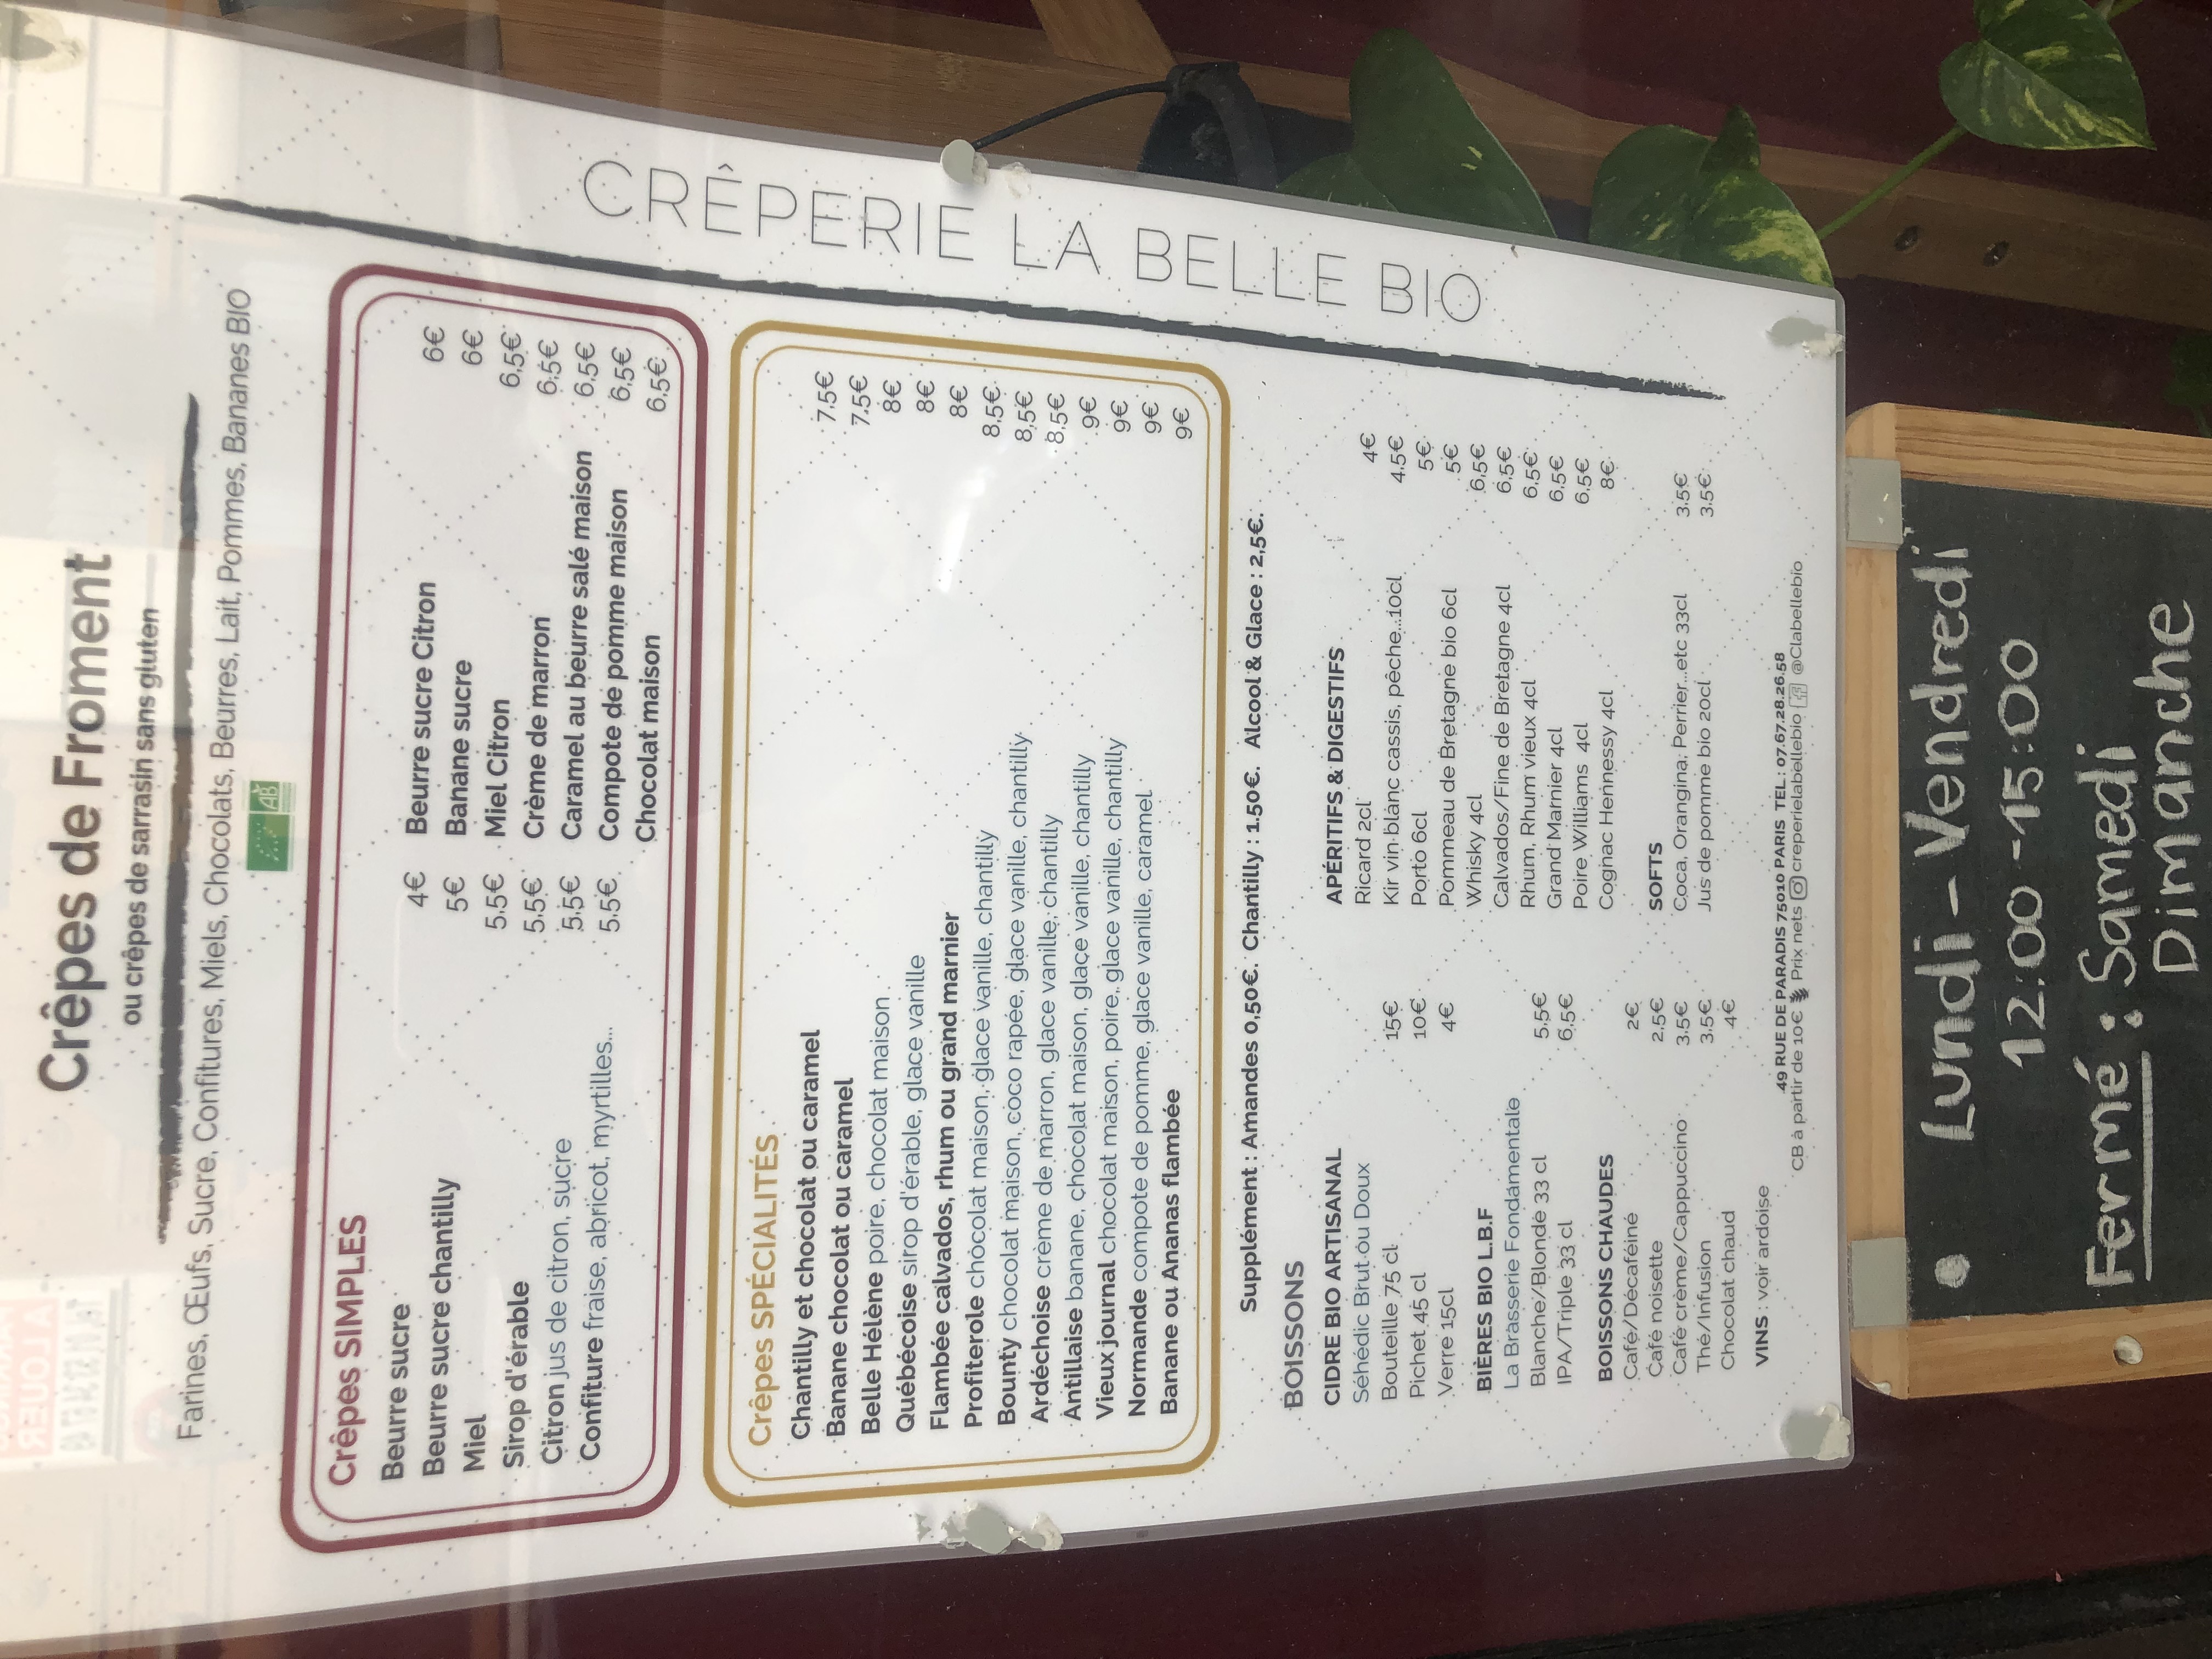 Crêpes de Froment
ou crêpes de sarrasin sans gluten
Farines, Œufs, Sucre, Confitures, Miels, Chocolats, Beurres, Lait, Pommes, Bananes BIO
AB
Crêpes SIMPLES
Beurre sucre 4€
Beurre sucre chantilly 5€
Miel 5.5€
Sirop d'érable 5.5€
Citron jus de citron, sucre 5.5€
Confiture fraise, abricot, myrtilles... 5.5€
Beurre sucre Citron 6€
Banane sucre 6€
Miel Citron 6,5€
Crème de marron 6,5€
Caramel au beurre salé maison 6,5€
Compote de pomme maison 6,5€
Chocolat maison 6,5€
Crêpes SPÉCIALITÉS
Chantilly et chocolat ou caramel 7,5€
Banane chocolat ou caramel 7,5€
Belle Hélène poire, chocolat maison 8€
Québécoise sirop d'érable, glace vanille 8€
Flambée calvados, rhum ou grand marnier 8€
Profiterole chocolat maison, glace vanille, chantilly 8,5€
Bounty chocolat maison, coco rapée, glace vanille, chantilly 8,5€
Ardéchoise crème de marron, glace vanille, chantilly 8,5€
Antillaise banane, chocolat maison, glace vanille, chantilly 9€
Vieux journal chocolat maison, poire, glace vanille, chantilly 9€
Normande compote de pomme, glace vanille, caramel 9€
Banane ou Ananas flambée 9€
Supplément : Amandes 0,50€. Chantilly : 1.50€. Alcool & Glace : 2,5€.
BOISSONS
CIDRE BIO ARTISANAL
Séhédic Brut ou Doux
Bouteille 75 cl 15€
Pichet 45 cl 10€
Verre 15cl 4€
BIÈRES BIO L.B.F
La Brasserie Fondamentale
Blanche/Blonde 33 cl 5.5€
IPA/Triple 33 cl 6,5€
BOISSONS CHAUDES
Café/Décaféiné 2€
Café noisette 2.5€
Café crème/Cappuccino 3.5€
Thé/Infusion 3.5€
Chocolat chaud 4€
VINS : voir ardoise
APÉRITIFS & DIGESTIFS
Ricard 2cl 4€
Kir vin blanc cassis, pêche...10cl 4,5€
Porto 6cl 5€
Pommeau de Bretagne bio 6cl 5€
Whisky 4cl 6,5€
Calvados/Fine de Bretagne 4cl 6,5€
Rhum, Rhum vieux 4cl 6,5€
Grand Marnier 4cl 6,5€
Poire Williams 4cl 6,5€
Cognac Hennessy 4cl 8€
SOFTS
Coca, Orangina, Perrier...etc 33cl 3.5€
Jus de pomme bio 20cl 3.5€
49 RUE DE PARADIS 75010 PARIS TEL : 07.67.28.26.58
CB à partir de 10€ Prix nets creperielabellebio @Clabellebio
CRÊPERIE LA BELLE BIO
• Lundi - Vendredi
12:00 - 15:00
Fermé : Samedi
Dimanche